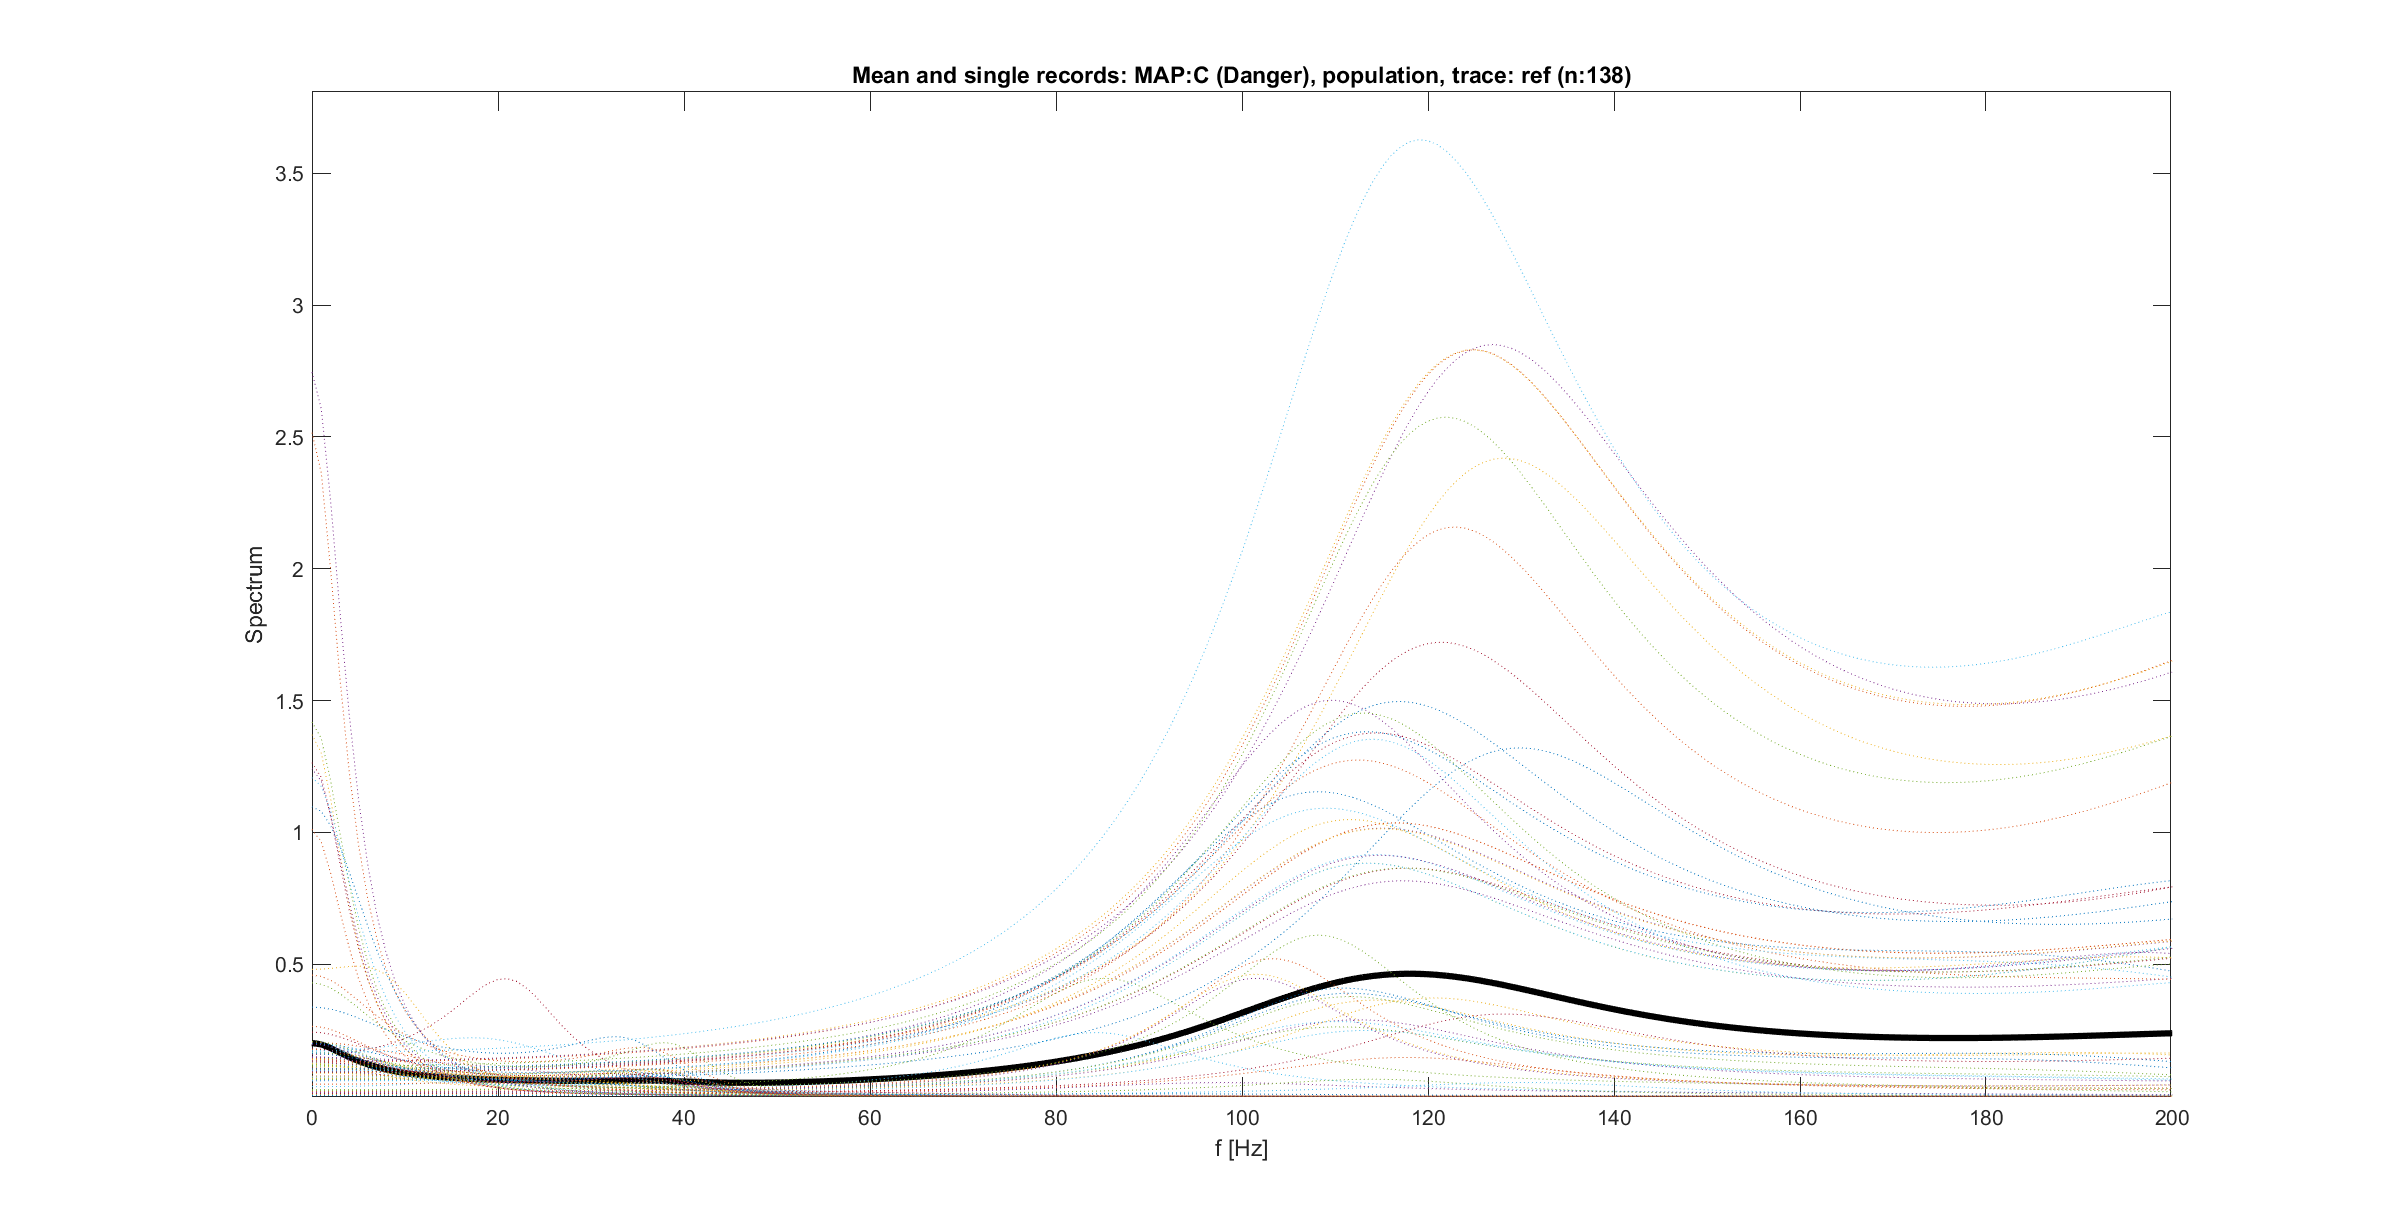 Mean and single records: MAP:C (Danger), population, trace: ref (n:138)
3.5
3
2.5
2
1.5
1
0.5
Spectrum
0 20 40 60 80 100 120 140 160 180 200
f [Hz]